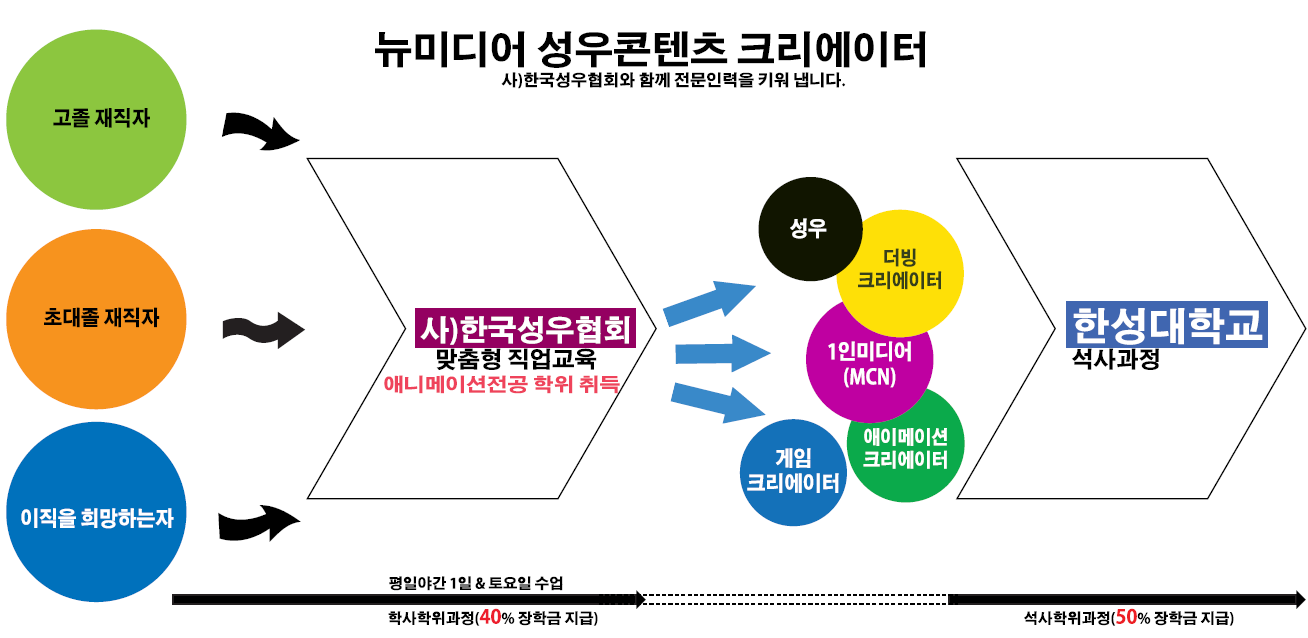 뉴미디어 성우콘텐츠 크리에이터
사)한국성우협회와 함께 전문인력을 키워 냅니다.
고졸 재직자
초대졸 재직자
이직을 희망하는자
사)한국성우협회
맞춤형 직업교육
애니메이션전공 학위 취득
성우
더빙
크리에이터
1인미디어
(MCN)
애이메이션
크리에이터
게임
크리에이터
한성대학교
석사과정
평일야간 1일 & 토요일 수업
학사학위과정(40% 장학금 지급)
석사학위과정(50% 장학금 지급)